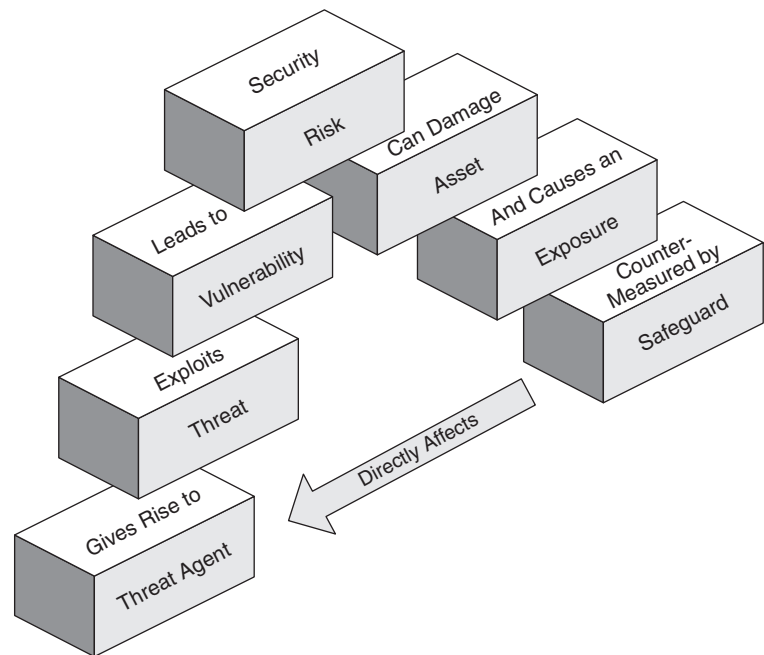 Security
Risk
Can Damage
Asset
And Causes an
Exposure
Counter-
Measured by
Safeguard
Leads to
Vulnerability
Exploits
Threat
Gives Rise to
Threat Agent
Directly Affects